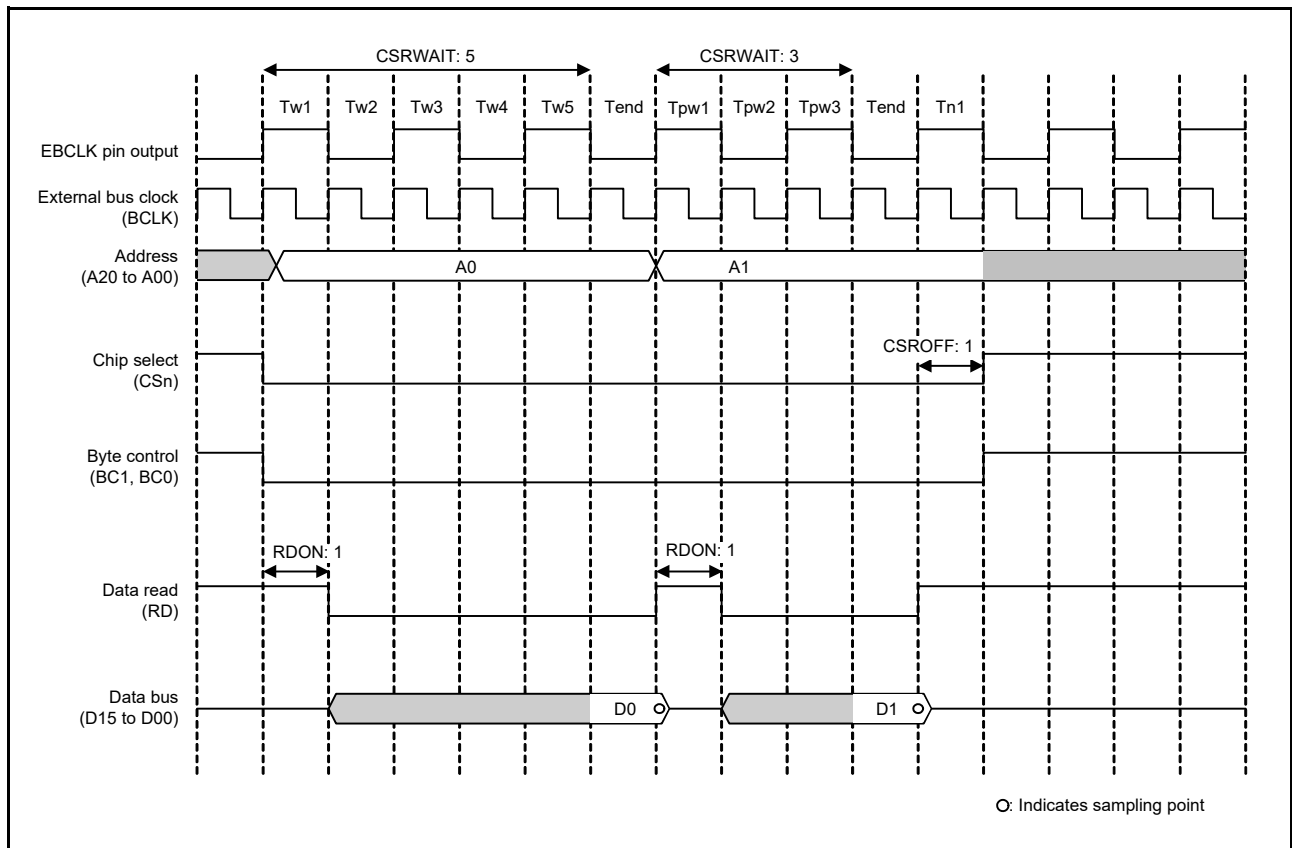 CSRWAIT: 5 CSRWAIT: 3
Tw1 Tw2 Tw3 Tw4 Tw5 Tend Tpw1 Tpw2 Tpw3 Tend Tn1
EBCLK pin output
External bus clock
(BCLK)
Address
(A20 to A00)
A0 A1
CSROFF: 1
Chip select
(CSn)
Byte control
(BC1, BC0)
RDON: 1 RDON: 1
Data read
(RD)
Data bus
(D15 to D00)
D0 D1
O: Indicates sampling point